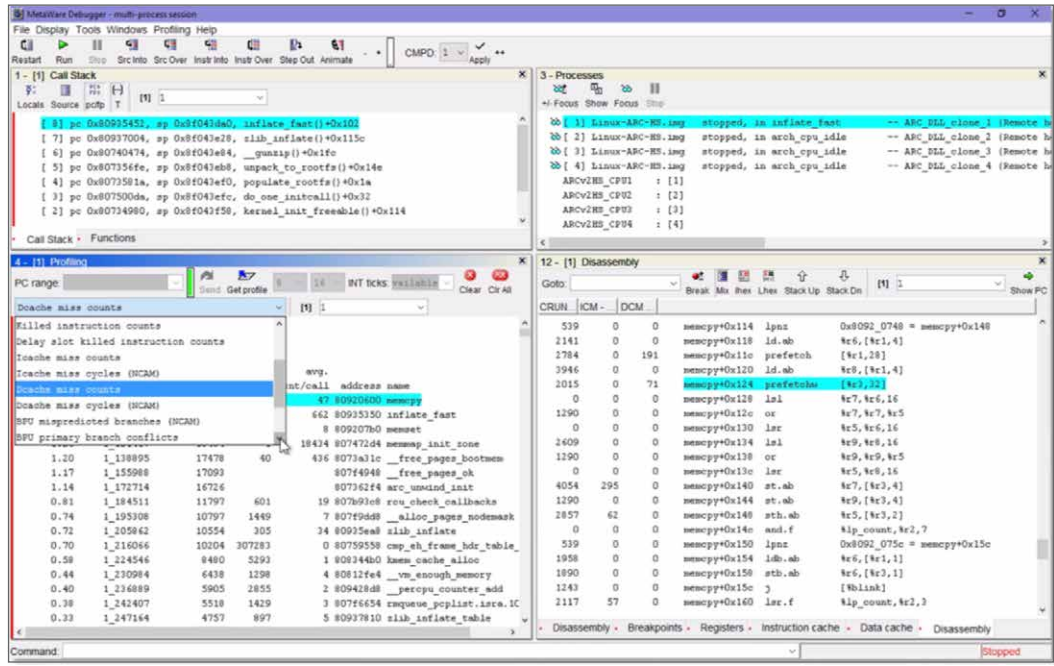 MetaWare Debugger - multi-process session
File Display Tools Windows Profiling Help
Restart Run Stop Src Into Src Over Instr Into Instr Over Step Out Animate - + CMPD: 1 Apply ++
1 - [1] Call Stack
Locals Source pcfp T [1] 1
[ 8] pc 0x80935452, sp 0x8f043da0, inflate_fast()+0x102
[ 7] pc 0x80937004, sp 0x8f043e28, zlib_inflate()+0x115c
[ 6] pc 0x80740474, sp 0x8f043e84, __gunzip()+0x1fc
[ 5] pc 0x807356fe, sp 0x8f043eb8, unpack_to_rootfs()+0x14e
[ 4] pc 0x8073581a, sp 0x8f043ef0, populate_rootfs()+0x1a
[ 3] pc 0x807500da, sp 0x8f043efc, do_one_initcall()+0x32
[ 2] pc 0x80734980, sp 0x8f043f58, kernel_init_freeable()+0x114
Call Stack Functions
3 - Processes
+/- Focus Show Focus Stop
[ 1] Linux-ARC-HS.img stopped, in inflate_fast -- ARC_DLL_clone_1 (Remote h
[ 2] Linux-ARC-HS.img stopped, in arch_cpu_idle -- ARC_DLL_clone_2 (Remote h
[ 3] Linux-ARC-HS.img stopped, in arch_cpu_idle -- ARC_DLL_clone_3 (Remote h
[ 4] Linux-ARC-HS.img stopped, in arch_cpu_idle -- ARC_DLL_clone_4 (Remote h
ARCv2HS_CPU1 : [1]
ARCv2HS_CPU2 : [2]
ARCv2HS_CPU3 : [3]
ARCv2HS_CPU4 : [4]
4 - [1] Profiling
PC range: Send Get profile 8 16 INT ticks: vailable Clear Clr All
Dcache miss counts [1] 1
Killed instruction counts
Delay slot killed instruction counts
Icache miss counts
Icache miss cycles (NCAM)
Dcache miss counts
Dcache miss cycles (NCAM)
BPU mispredicted branches (NCAM)
BPU primary branch conflicts
avg.
nt/call address name
47 80920600 memcpy
662 80935350 inflate_fast
8 809207b0 memset
18434 807472d4 memmap_init_zone
1.20 1_138895 17478 40 436 8073a31c __free_pages_bootmem
1.17 1_155988 17093 807f4948 __free_pages_ok
1.14 1_172714 16726 807362f4 arc_unwind_init
0.81 1_184511 11797 601 19 807b93e8 rcu_check_callbacks
0.74 1_195308 10797 1449 7 807f9dd8 __alloc_pages_nodemask
0.72 1_205862 10554 305 34 80935ea8 zlib_inflate
0.70 1_216066 10204 307283 0 80759558 cmp_eh_frame_hdr_table_
0.58 1_224546 8480 5293 1 808344b0 kmem_cache_alloc
0.44 1_230984 6438 1298 4 80812fe4 __vm_enough_memory
0.40 1_236889 5905 2855 2 809428d8 __percpu_counter_add
0.38 1_242407 5518 1429 3 807f6654 rmqueue_pcplist.isra.1C
0.33 1_247164 4757 897 5 80937810 zlib_inflate_table
12 - [1] Disassembly
Goto: Break Mix Ihex Lhex Stack Up Stack Dn [1] 1 Show PC
CRUN... ICM - ... DCM ...
539 0 0 memcpy+0x114 lpnz 0x8092_0748 = memcpy+0x148
2141 0 0 memcpy+0x118 ld.ab %r6,[%r1,4]
2784 0 191 memcpy+0x11c prefetch [%r1,28]
3946 0 0 memcpy+0x120 ld.ab %r8,[%r1,4]
2015 0 71 memcpy+0x124 prefetchw [%r3,32]
0 0 0 memcpy+0x128 lsl %r7,%r6,16
1290 0 0 memcpy+0x12c or %r7,%r7,%r5
0 0 0 memcpy+0x130 lsr %r5,%r6,16
2609 0 0 memcpy+0x134 lsl %r9,%r8,16
1290 0 0 memcpy+0x138 or %r9,%r9,%r5
0 0 0 memcpy+0x13c lsr %r5,%r8,16
4054 295 0 memcpy+0x140 st.ab %r7,[%r3,4]
1290 0 0 memcpy+0x144 st.ab %r9,[%r3,4]
2857 62 0 memcpy+0x148 sth.ab %r5,[%r3,2]
0 0 0 memcpy+0x14c and.f %lp_count,%r2,7
539 0 0 memcpy+0x150 lpnz 0x8092_075c = memcpy+0x15c
1958 0 0 memcpy+0x154 ldb.ab %r6,[%r1,1]
1890 0 0 memcpy+0x158 stb.ab %r6,[%r3,1]
1243 0 0 memcpy+0x15c j [%blink]
2117 57 0 memcpy+0x160 lsr.f %lp_count,%r2,3
Disassembly Breakpoints Registers Instruction cache Data cache Disassembly
Command: Stopped